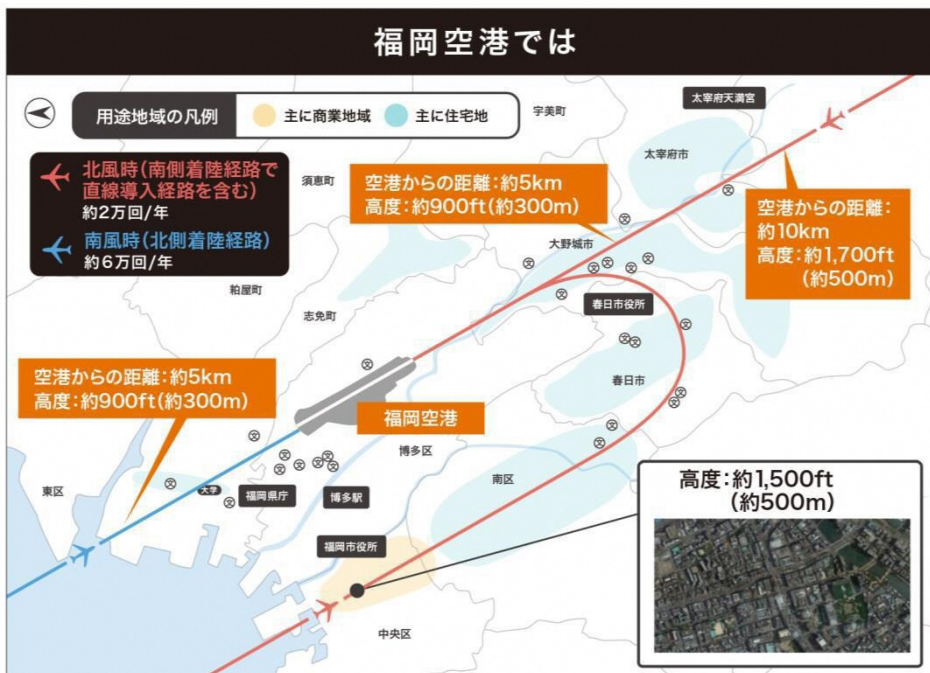 福岡空港では
用途地域の凡例
主に商業地域
主に住宅地
北風時(南側着陸経路で
直線導入経路を含む)
約2万回/年
南風時(北側着陸経路)
約6万回/年
宇美町
太宰府天満宮
太宰府市
須恵町
空港からの距離:約5km
高度:約900ft(約300m)
空港からの距離:
約10km
高度:約1,700ft
(約500m)
大野城市
粕屋町
志免町
春日市役所
春日市
空港からの距離:約5km
高度:約900ft(約300m)
福岡空港
博多区
南区
東区
大学
福岡県庁
博多駅
福岡市役所
中央区
高度:約1,500ft
(約500m)